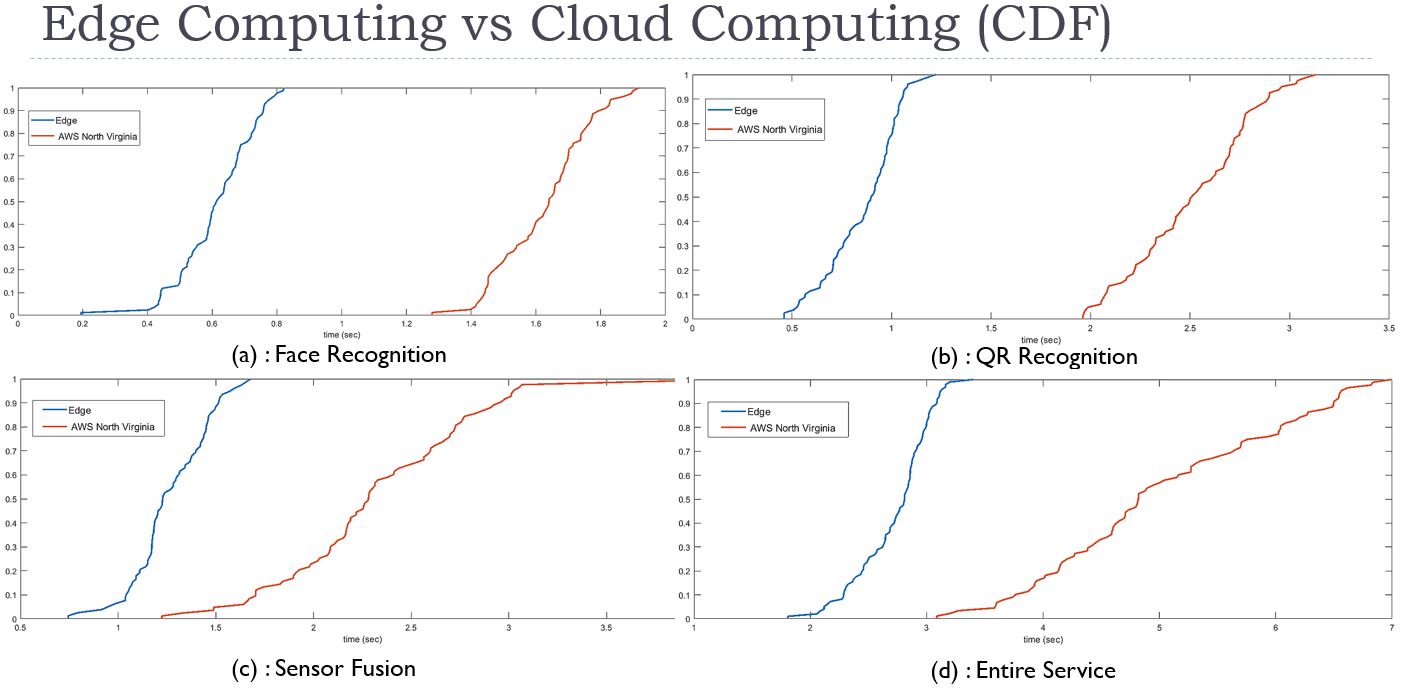 Edge Computing vs Cloud Computing (CDF)
1
0.9
0.8
0.7
0.6
0.5
0.4
0.3
0.2
0.1
0
Edge
AWS North Virginia
0 0.2 0.4 0.6 0.8 1 1.2 1.4 1.6 1.8 2
time (sec)
(a) : Face Recognition
1
0.9
0.8
0.7
0.6
0.5
0.4
0.3
0.2
0.1
0
Edge
AWS North Virginia
0 0.5 1 1.5 2 2.5 3 3.5
time (sec)
(b) : QR Recognition
1
0.9
0.8
0.7
0.6
0.5
0.4
0.3
0.2
0.1
0
Edge
AWS North Virginia
0.5 1 1.5 2 2.5 3 3.5
time (sec)
(c) : Sensor Fusion
1
0.9
0.8
0.7
0.6
0.5
0.4
0.3
0.2
0.1
0
Edge
AWS North Virginia
1 2 3 4 5 6 7
time (sec)
(d) : Entire Service